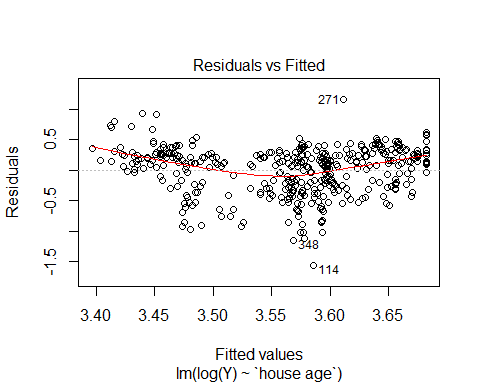 Residuals vs Fitted
Residuals
0.5
-0.5
-1.5
271
348
114
3.40 3.45 3.50 3.55 3.60 3.65
Fitted values
lm(log(Y) ~ `house age`)